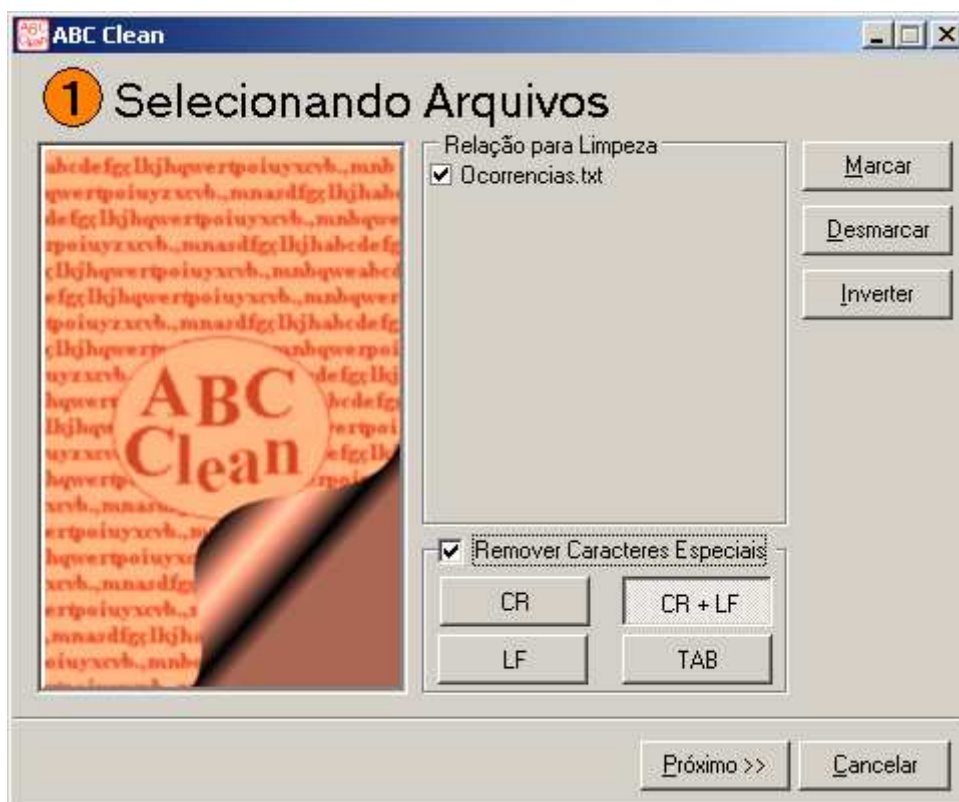 ABC Clean
1 Selecionando Arquivos
Relação para Limpeza
Ocorrencias.txt
Marcar
Desmarcar
Inverter
ABC
Clean
Remover Caracteres Especiais
CR
CR + LF
LF
TAB
Próximo >>
Cancelar